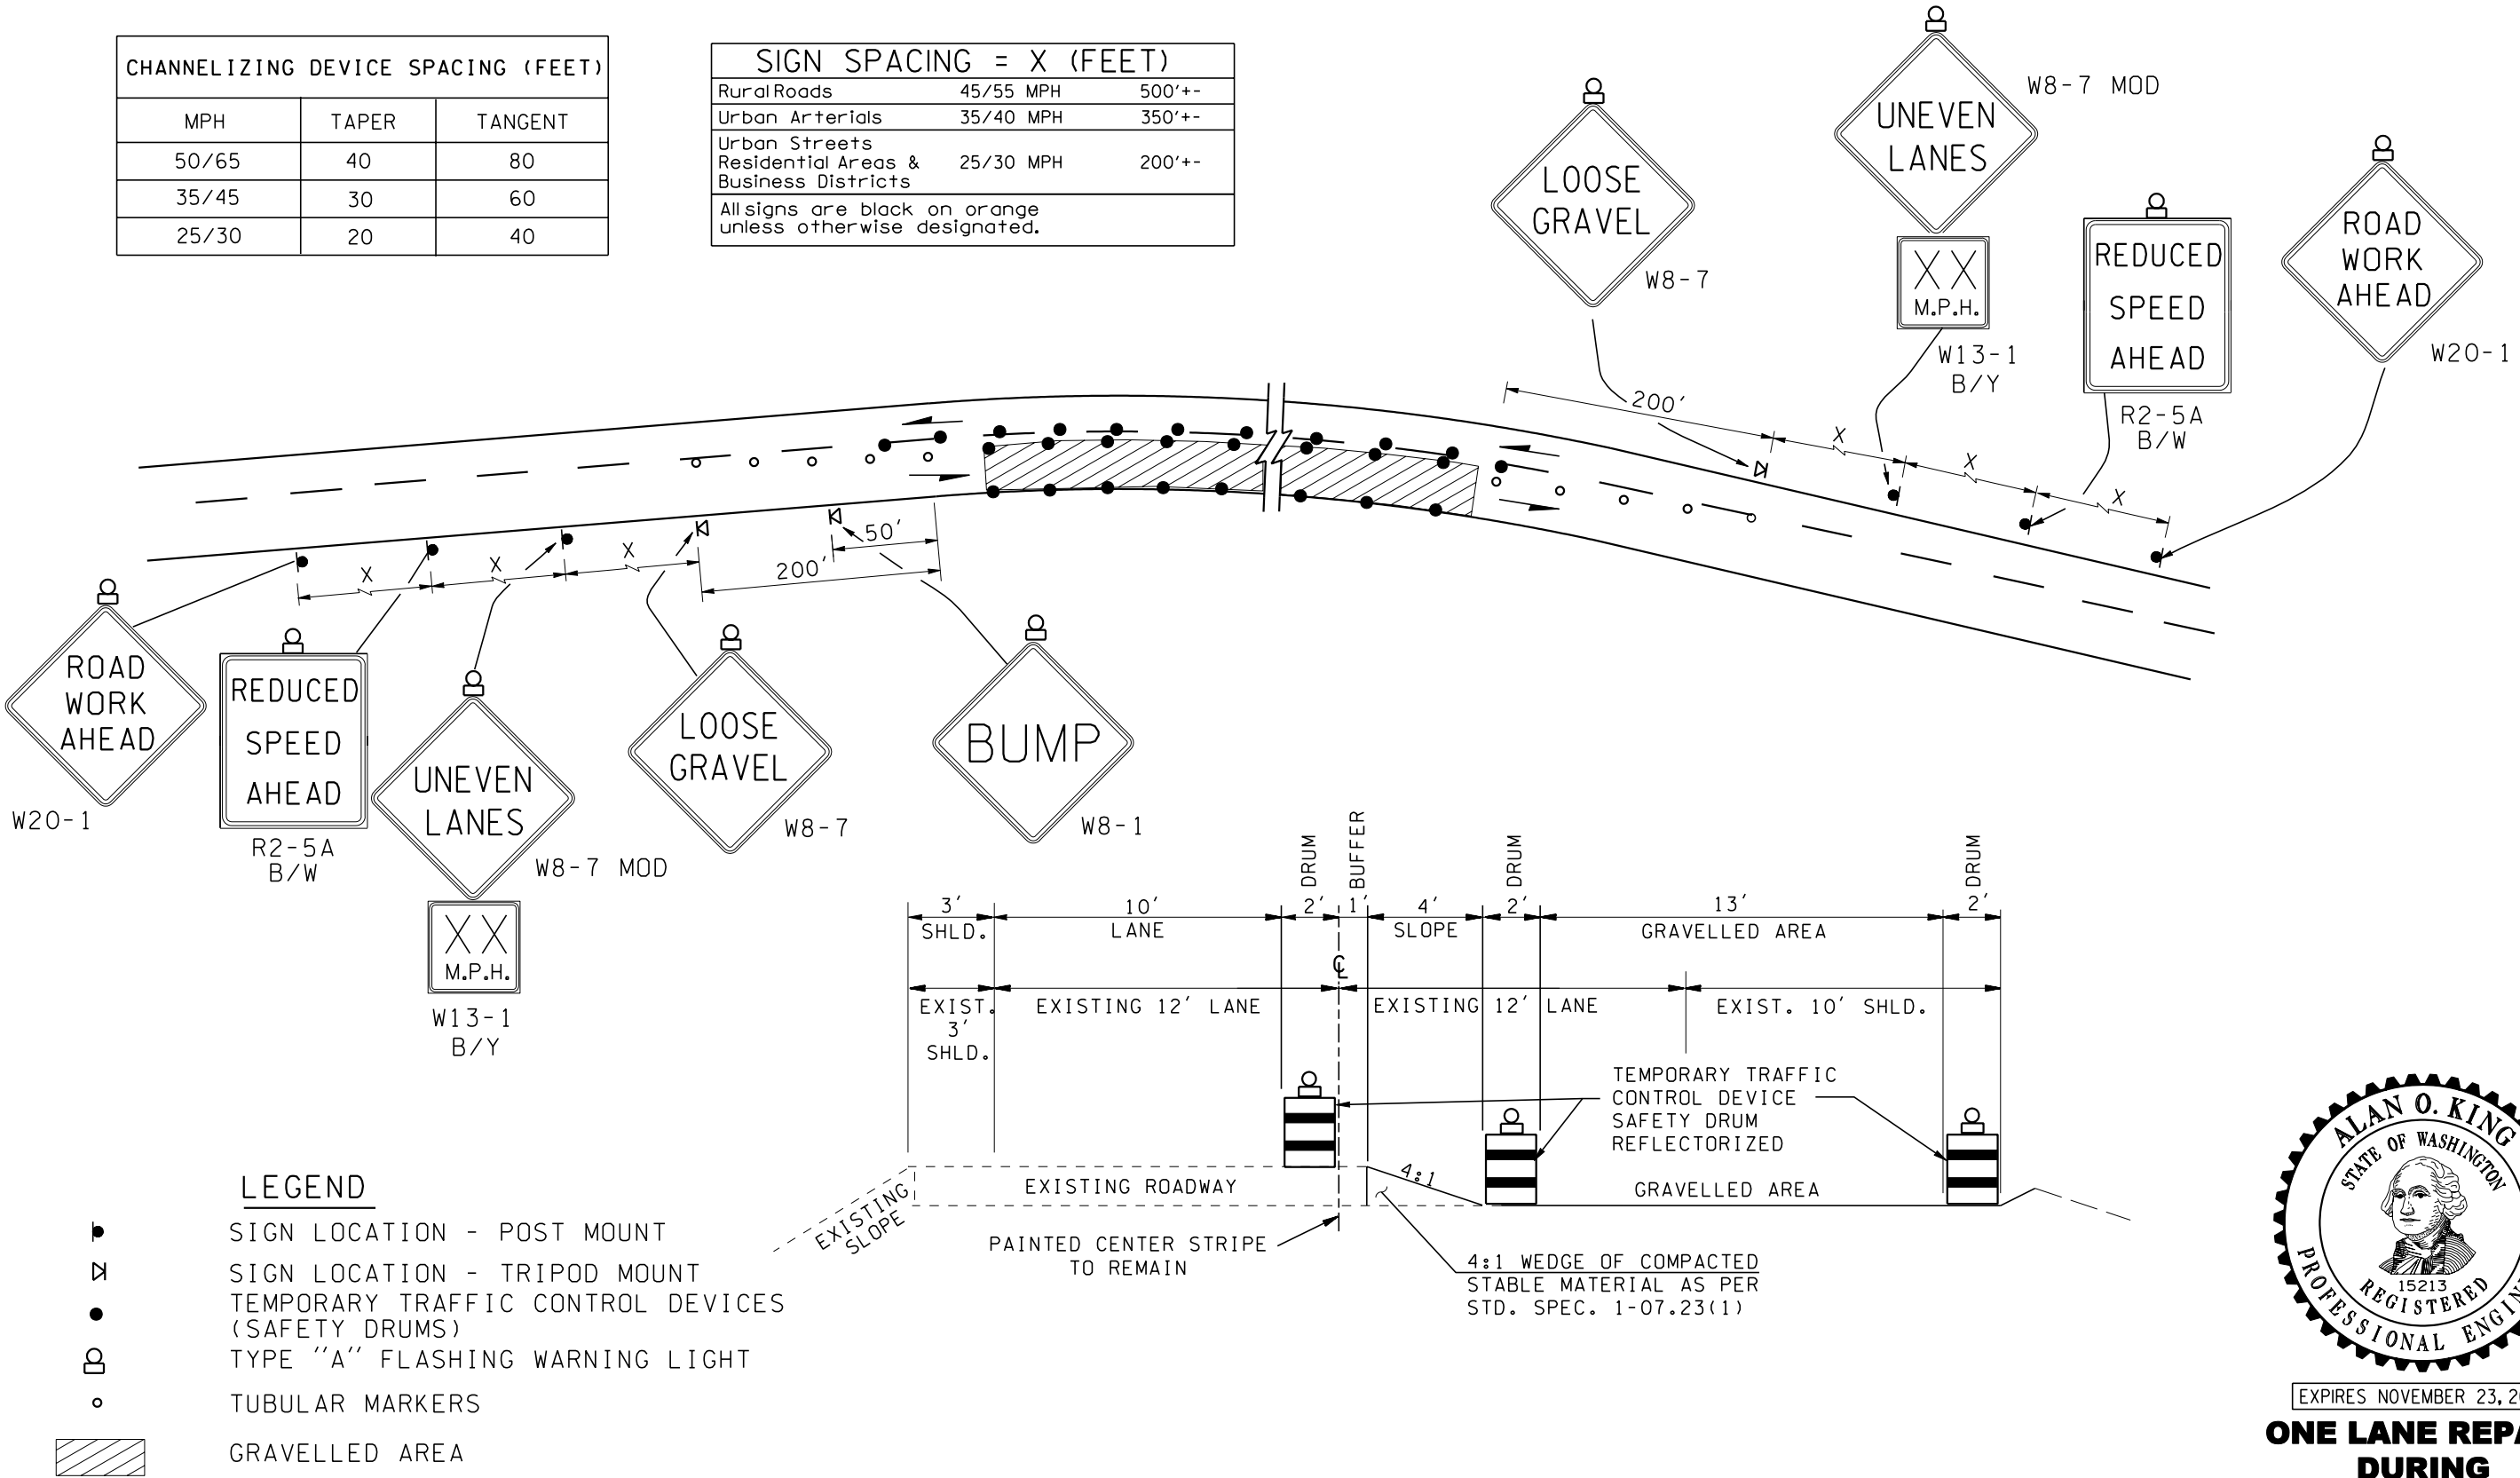 CHANNELIZING DEVICE SPACING (FEET)
MPH TAPER TANGENT
50/65 40 80
35/45 30 60
25/30 20 40
SIGN SPACING = X (FEET)
Rural Roads 45/55 MPH 500'+-
Urban Arterials 35/40 MPH 350'+-
Urban Streets
Residential Areas & 25/30 MPH 200'+-
Business Districts
All signs are black on orange
unless otherwise designated.
LOOSE
GRAVEL
W8-7
UNEVEN
LANES
W8-7 MOD
XX
M.P.H.
W13-1
B/Y
REDUCED
SPEED
AHEAD
R2-5A
B/W
ROAD
WORK
AHEAD
W20-1
200'
X
X
X
X
X
X
200'
50'
ROAD
WORK
AHEAD
W20-1
REDUCED
SPEED
AHEAD
R2-5A
B/W
UNEVEN
LANES
W8-7 MOD
XX
M.P.H.
W13-1
B/Y
LOOSE
GRAVEL
W8-7
BUMP
W8-1
DRUM
BUFFER
DRUM
DRUM
3' 10' 2' 1' 4' 2' 13' 2'
SHLD. LANE SLOPE GRAVELLED AREA
℄
EXIST. EXISTING 12' LANE EXISTING 12' LANE EXIST. 10' SHLD.
3'
SHLD.
TEMPORARY TRAFFIC
CONTROL DEVICE
SAFETY DRUM
REFLECTORIZED
EXISTING
SLOPE
EXISTING ROADWAY
4:1
GRAVELLED AREA
PAINTED CENTER STRIPE
TO REMAIN
4:1 WEDGE OF COMPACTED
STABLE MATERIAL AS PER
STD. SPEC. 1-07.23(1)
LEGEND
SIGN LOCATION - POST MOUNT
SIGN LOCATION - TRIPOD MOUNT
TEMPORARY TRAFFIC CONTROL DEVICES
(SAFETY DRUMS)
TYPE "A" FLASHING WARNING LIGHT
TUBULAR MARKERS
GRAVELLED AREA
ALAN O. KING
STATE OF WASHINGTON
15213
REGISTERED
PROFESSIONAL
EXPIRES NOVEMBER 23,
ONE LANE
DURING